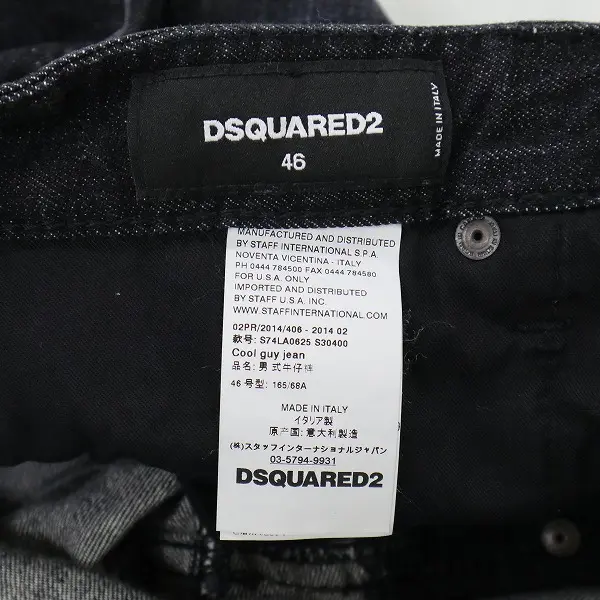 DSQUARED2
46
MADE IN ITALY
MANUFACTURED AND DISTRIBUTED
BY STAFF INTERNATIONAL S.P.A.
NOVENTA VICENTINA - ITALY
PH 0444 784500 FAX 0444 784580
FOR U.S.A. ONLY
IMPORTED AND DISTRIBUTED
BY STAFF U.S.A. INC.
WWW.STAFFINTERNATIONAL.COM
02PR/2014/406 - 2014 02
款号: S74LA0625 S30400
Cool guy jean
品名: 男 式牛仔裤
46 号型: 165/68A
MADE IN ITALY
イタリア製
原产国: 意大利製造
(株)スタッフインターナショナルジャパン
03-5794-9931
DSQUARED2